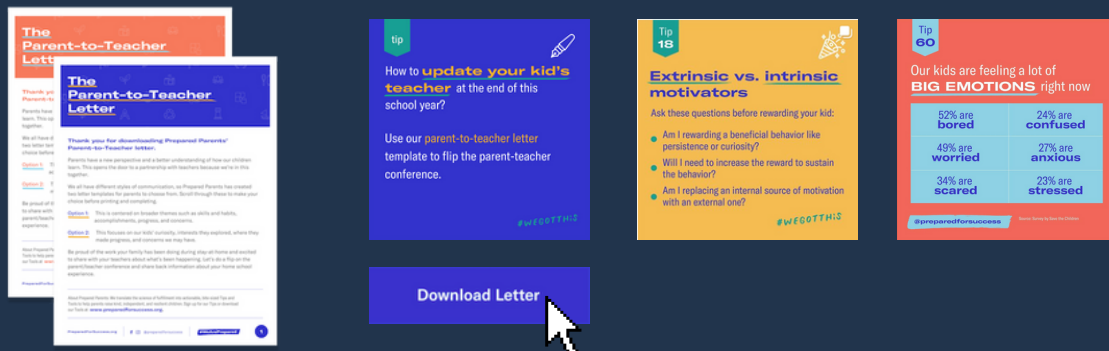 The
Parent-to-Teacher
Letter
The
Parent-to-Teacher
Letter
Thank you for downloading Prepared Parents'
Parent-to-Teacher letter.
Parents have a new perspective and a better understanding of how our children
learn. This opens the door to a partnership with teachers because we're in this
together.
We all have different styles of communication, so Prepared Parents has created
two letter templates for parents to choose from. Scroll through these to make your
choice before printing and completing.
Option 1: This is centered on broader themes such as skills and habits,
accomplishments, progress, and concerns.
Option 2: This focuses on our kids' curiosity, interests they explored, where they
made progress, and concerns we may have.
Be proud of the work your family has been doing during stay-at-home and excited
to share with your teachers about what's been happening. Let's do a flip on the
parent/teacher conference and share back information about your home school
experience.
PreparedForSuccess.org
1
tip
How to update your kid's
teacher at the end of this
school year?
Use our parent-to-teacher letter
template to flip the parent-teacher
conference.
#WEGOTTHIS
Download Letter
Tip
18
Extrinsic vs. intrinsic
motivators
Ask these questions before rewarding your kid:
Am I rewarding a beneficial behavior like
persistence or curiosity?
Will I need to increase the reward to sustain
the behavior?
Am I replacing an internal source of motivation
with an external one?
#WEGOTTHIS
Tip
60
Our kids are feeling a lot of
BIG EMOTIONS right now
52% are
bored
24% are
confused
49% are
worried
27% are
anxious
34% are
scared
23% are
stressed
@preparedforsuccess